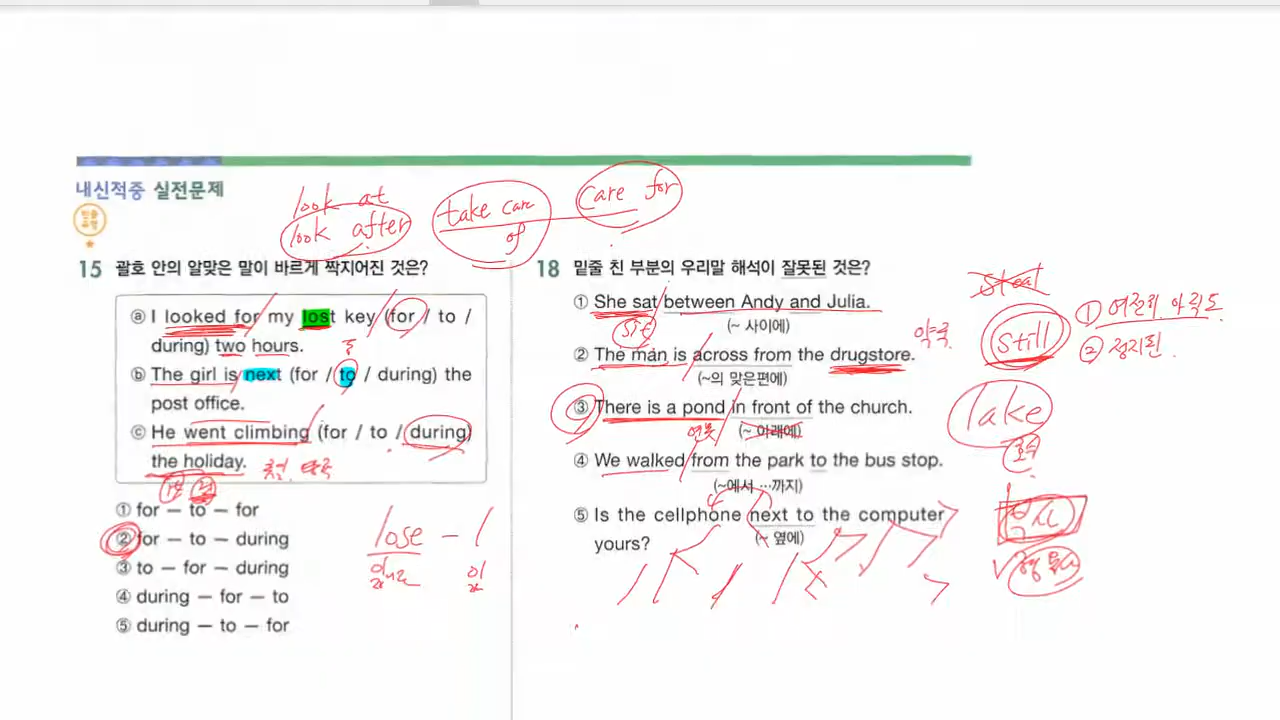 내신적중 실전문제
look at
look after
take care of
care for
15 괄호 안의 알맞은 말이 바르게 짝지어진 것은?
ⓐ I looked for my lost key (for / to /
during) two hours.
ⓑ The girl is next (for / to / during) the
post office.
ⓒ He went climbing (for / to / during)
the holiday.
① for – to – for
② for – to – during
③ to – for – during
④ during – for – to
⑤ during – to – for
lose – l
18 밑줄 친 부분의 우리말 해석이 잘못된 것은?
① She sat between Andy and Julia.
sit
(~ 사이에)
약국
② The man is across from the drugstore.
(~의 맞은편에)
③ There is a pond in front of the church.
연못
(~ 아래에)
④ We walked from the park to the bus stop.
(~에서 …까지)
⑤ Is the cellphone next to the computer
yours?
(~ 옆에)
steal
still
① 여전히 아직도
② 정지된
lake
호수